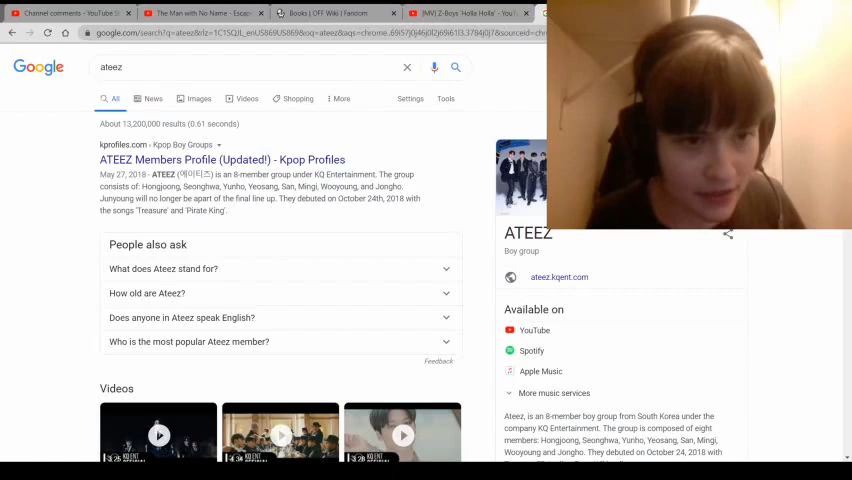 Channel comments - YouTube St
The Man with No Name - Escap
Books | OFF Wiki | Fandom
[MV] Z-Boys 'Holla Holla' - YouT
google.com/search?q=ateez&rlz=
Google
ateez
All
News
Images
Videos
Shopping
More
Settings
Tools
About 13,200,000 results (0.61 seconds)
kprofiles.com › Kpop Boy Groups
ATEEZ Members Profile (Updated!) - Kpop Profiles
May 27, 2018 - ATEEZ (에이티즈) is an 8-member group under KQ Entertainment. The group
consists of: Hongjoong, Seonghwa, Yunho, Yeosang, San, Mingi, Wooyoung, and Jongho.
Junyoung will no longer be apart of the final line up. They debuted on October 24th, 2018 with
the songs 'Treasure' and 'Pirate King'.
People also ask
What does Ateez stand for?
How old are Ateez?
Does anyone in Ateez speak English?
Who is the most popular Ateez member?
Feedback
Videos
3:25
4:34
3:28
ATEEZ
Boy group
ateez.kqent.com
Available on
YouTube
Spotify
Apple Music
More music services
Ateez, is an 8-member boy group from South Korea under the
company KQ Entertainment. The group is composed of eight
members: Hongjoong, Seonghwa, Yunho, Yeosang, San, Mingi,
Wooyoung, and Jongho. They debuted on October 24, 2018 with